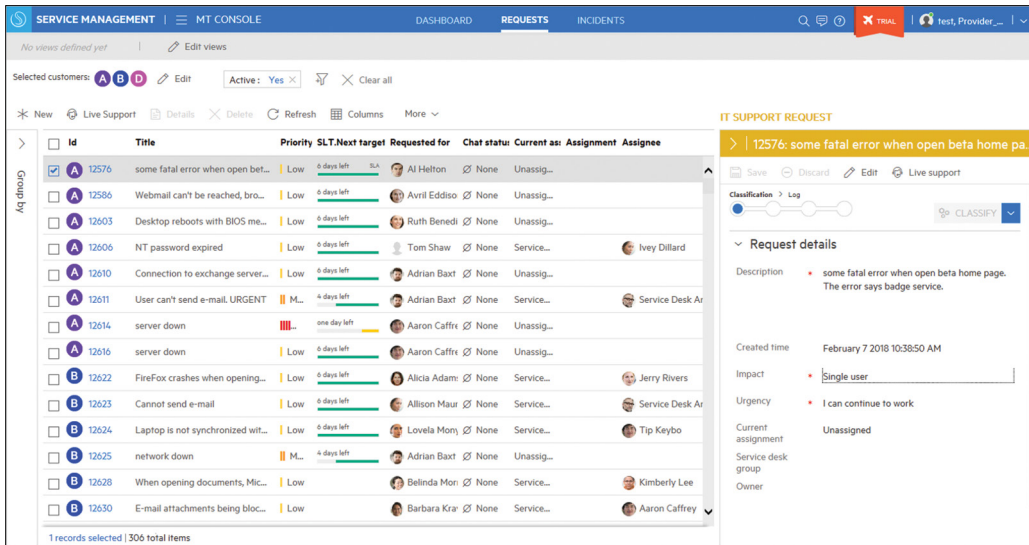 SERVICE MANAGEMENT | MT CONSOLE DASHBOARD REQUESTS INCIDENTS TRIAL test, Provider_...
No views defined yet Edit views
Selected customers: A B D Edit Active: Yes Clear all
New Live Support Details Delete Refresh Columns More
Group by
Id Title Priority SLT.Next target Requested for Chat status Current as: Assignment Assignee
A 12576 some fatal error when open bet... Low 6 days left SLA Al Helton None Unassig...
A 12586 Webmail can't be reached, bro... Low 6 days left Avril Eddiso None Unassig...
A 12603 Desktop reboots with BIOS me... Low 6 days left Ruth Benedi None Unassig...
A 12606 NT password expired Low 6 days left Tom Shaw None Service... Ivey Dillard
A 12610 Connection to exchange server... Low 6 days left Adrian Baxt None Unassig...
A 12611 User can't send e-mail. URGENT M... 4 days left Adrian Baxt None Service... Service Desk Ar
A 12614 server down ... one day left Aaron Caffre None Unassig...
A 12616 server down Low 6 days left Aaron Caffre None Unassig...
B 12622 FireFox crashes when opening... Low 6 days left Alicia Adam: None Service... Jerry Rivers
B 12623 Cannot send e-mail Low 6 days left Allison Maur None Service... Service Desk Ar
B 12624 Laptop is not synchronized wit... Low 6 days left Lovela Mony None Service... Tip Keybo
B 12625 network down M... 4 days left Adrian Baxt None Unassig...
B 12628 When opening documents, Mic... Low Belinda Mori None Service... Kimberly Lee
B 12630 E-mail attachments being bloc... Low Barbara Kra None Service... Aaron Caffrey
1 records selected | 306 total items
IT SUPPORT REQUEST
12576: some fatal error when open beta home pa...
Save Discard Edit Live support
Classification > Log
CLASSIFY
Request details
Description * some fatal error when open beta home page.
The error says badge service.
Created time February 7 2018 10:38:50 AM
Impact * Single user
Urgency * I can continue to work
Current
assignment Unassigned
Service desk
group
Owner